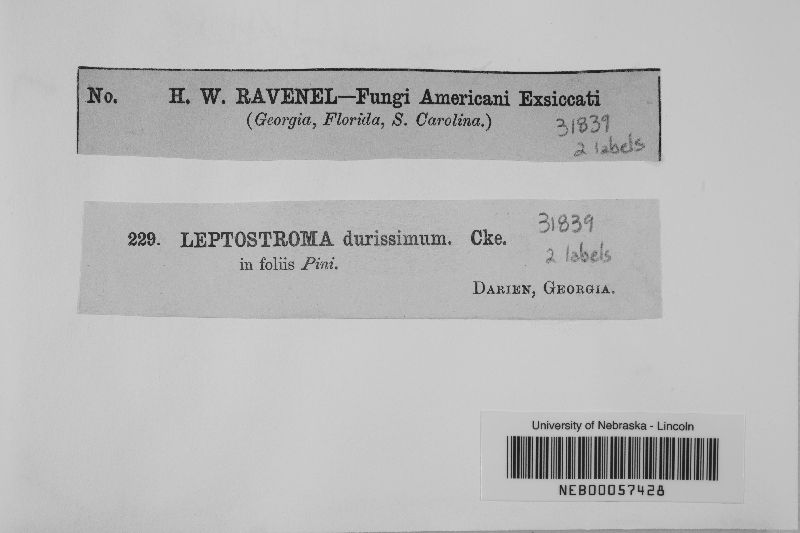 No. H. W. RAVENEL—Fungi Americani Exsiccati
(Georgia, Florida, S. Carolina.)
31839
2 labels
229. LEPTOSTROMA durissimum. Cke.
in foliis Pini.
31839
2 labels
DARIEN, GEORGIA.
University of Nebraska - Lincoln
NEB00057428